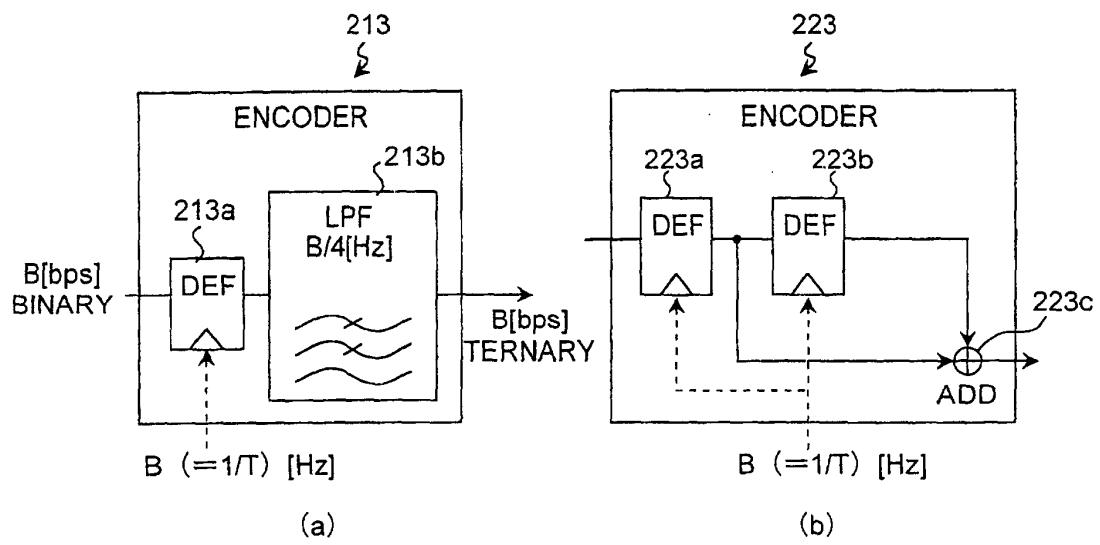 213
ENCODER
213b
213a
LPF
B/4[Hz]
DEF
B[bps]
BINARY
B[bps]
TERNARY
B (=1/T) [Hz]
(a)
223
ENCODER
223a
223b
DEF
DEF
223c
ADD
B (=1/T) [Hz]
(b)